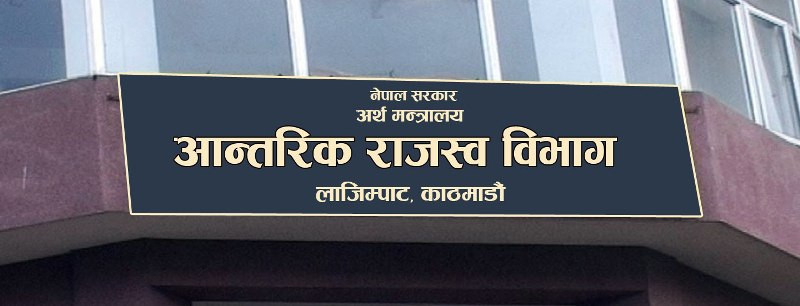 नेपाल सरकार
अर्थ मन्त्रालय
आन्तरिक राजस्व विभाग
लाजिम्पाट, काठमाडौं